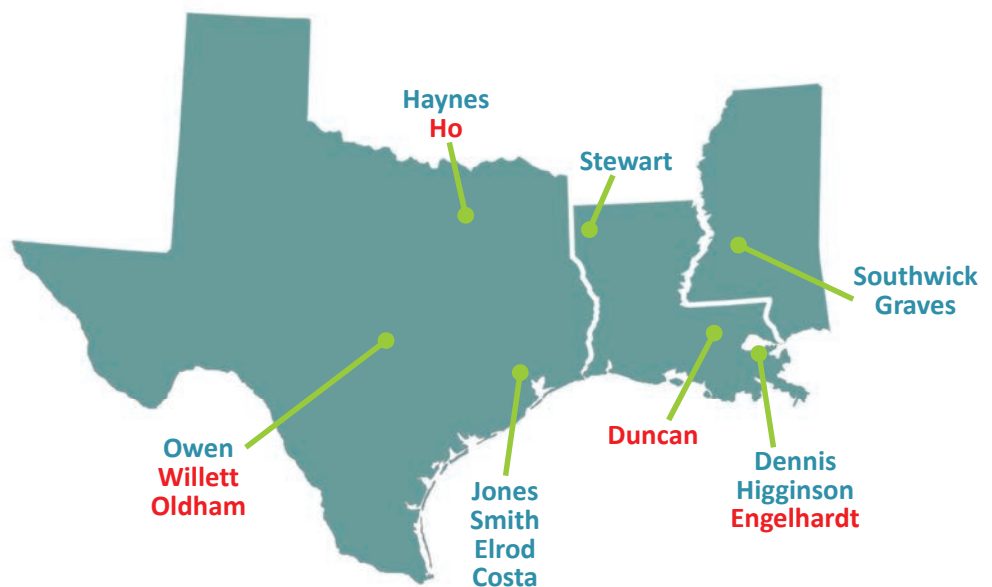 Haynes
Ho
Stewart
Southwick
Graves
Owen
Willett
Oldham
Jones
Smith
Elrod
Costa
Duncan
Dennis
Higginson
Engelhardt